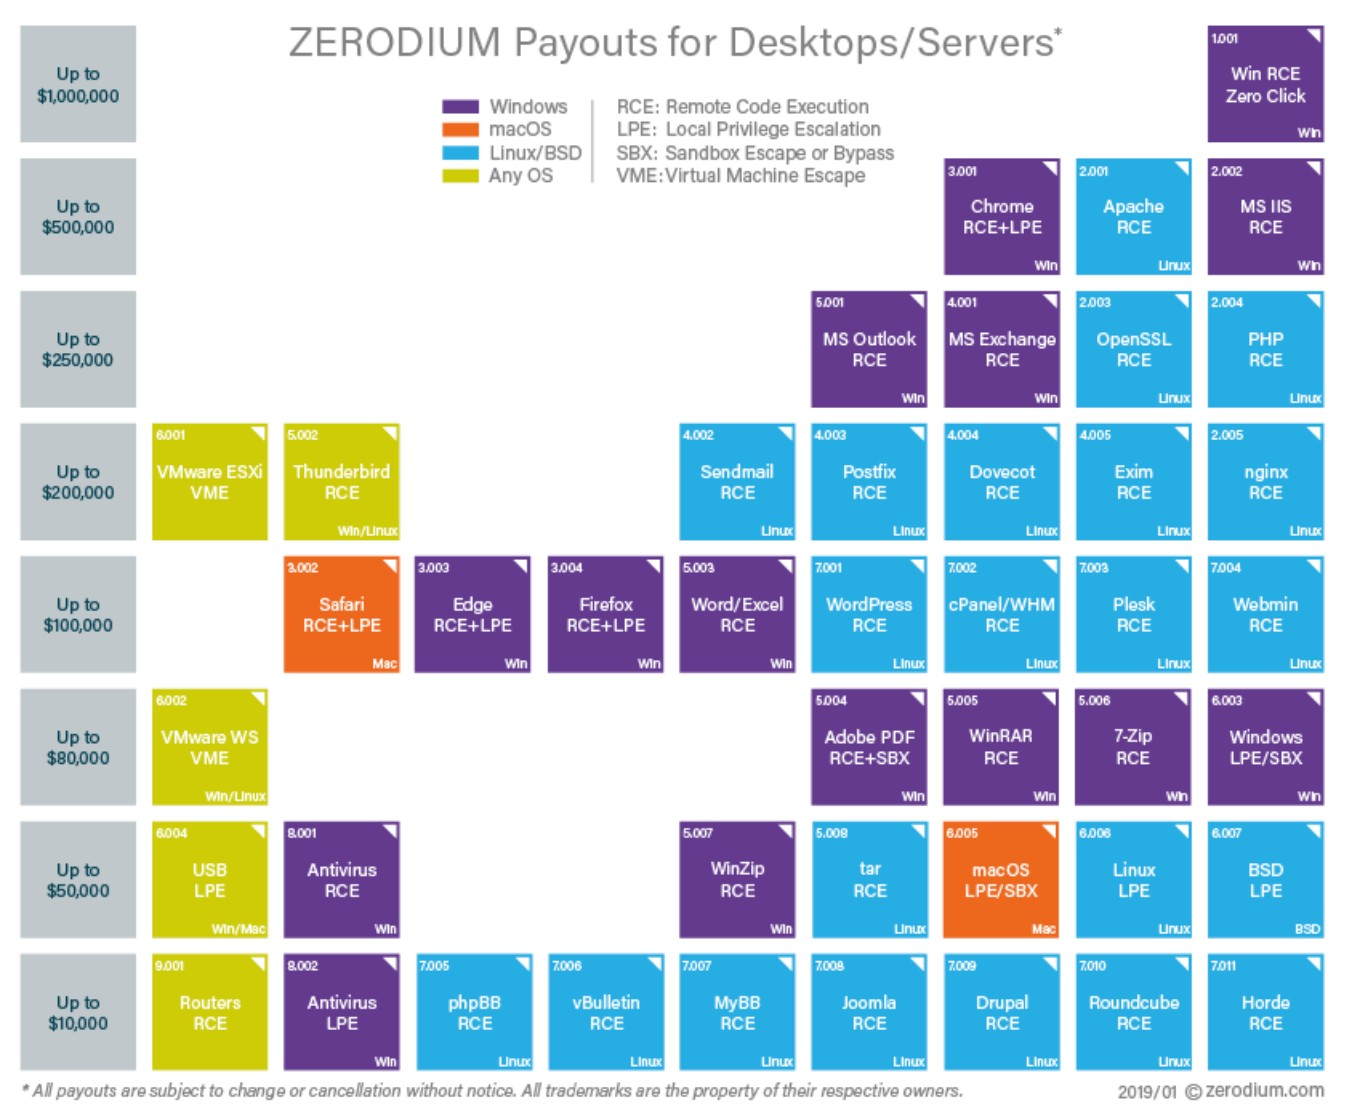 ZERODIUM Payouts for Desktops/Servers*
Windows
macOS
Linux/BSD
Any OS
RCE: Remote Code Execution
LPE: Local Privilege Escalation
SBX: Sandbox Escape or Bypass
VME: Virtual Machine Escape
Up to
$1,000,000
1.001
Win RCE
Zero Click
Win
Up to
$500,000
3.001
Chrome
RCE+LPE
Win
2.001
Apache
RCE
Linux
2.002
MS IIS
RCE
Win
Up to
$250,000
5.001
MS Outlook
RCE
Win
4.001
MS Exchange
RCE
Win
2.003
OpenSSL
RCE
Linux
2.004
PHP
RCE
Linux
Up to
$200,000
6.001
VMware ESXi
VME
5.002
Thunderbird
RCE
Win/Linux
4.002
Sendmail
RCE
Linux
4.003
Postfix
RCE
Linux
4.004
Dovecot
RCE
Linux
4.005
Exim
RCE
Linux
2.005
nginx
RCE
Linux
Up to
$100,000
3.002
Safari
RCE+LPE
Mac
3.003
Edge
RCE+LPE
Win
3.004
Firefox
RCE+LPE
Win
5.003
Word/Excel
RCE
Win
7.001
WordPress
RCE
Linux
7.002
cPanel/WHM
RCE
Linux
7.003
Plesk
RCE
Linux
7.004
Webmin
RCE
Linux
Up to
$80,000
6.002
VMware WS
VME
Win/Linux
5.004
Adobe PDF
RCE+SBX
Win
5.005
WinRAR
RCE
Win
5.006
7-Zip
RCE
Win
6.003
Windows
LPE/SBX
Win
Up to
$50,000
6.004
USB
LPE
Win/Mac
8.001
Antivirus
RCE
Win
5.007
WinZip
RCE
Win
5.008
tar
RCE
Linux
6.005
macOS
LPE/SBX
Mac
6.006
Linux
LPE
Linux
6.007
BSD
LPE
BSD
Up to
$10,000
9.001
Routers
RCE
8.002
Antivirus
LPE
Win
7.005
phpBB
RCE
Linux
7.006
vBulletin
RCE
Linux
7.007
MyBB
RCE
Linux
7.008
Joomla
RCE
Linux
7.009
Drupal
RCE
Linux
7.010
Roundcube
RCE
Linux
7.011
Horde
RCE
Linux
* All payouts are subject to change or cancellation without notice. All trademarks are the property of their respective owners.
2019/01 © zerodium.com